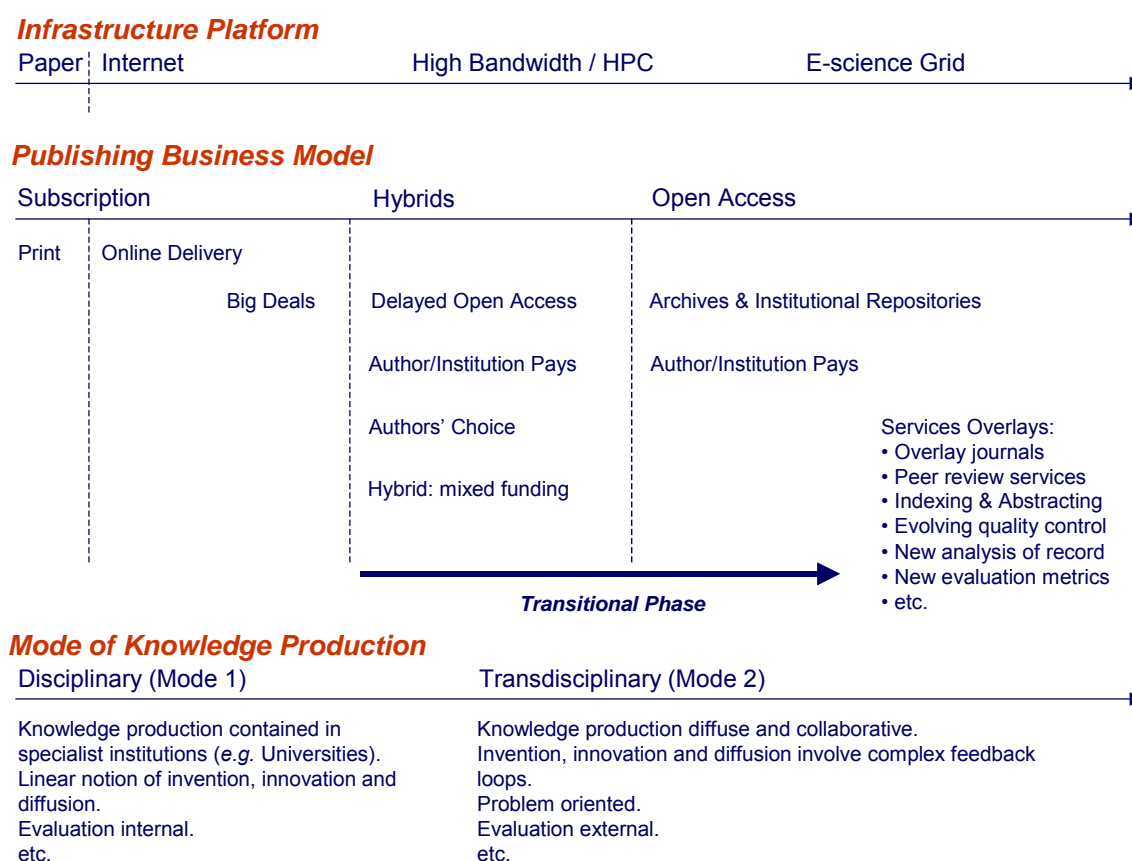 Infrastructure Platform
Paper Internet High Bandwidth / HPC E-science Grid
Publishing Business Model
Subscription Hybrids Open Access
Print Online Delivery
Big Deals Delayed Open Access Archives & Institutional Repositories
Author/Institution Pays Author/Institution Pays
Authors’ Choice Services Overlays:
• Overlay journals
• Peer review services
Hybrid: mixed funding
• Indexing & Abstracting
• Evolving quality control
• New analysis of record
• New evaluation metrics
• etc.
Transitional Phase
Mode of Knowledge Production
Disciplinary (Mode 1) Transdisciplinary (Mode 2)
Knowledge production contained in
specialist institutions (e.g. Universities).
Linear notion of invention, innovation and
diffusion.
Evaluation internal.
etc.
Knowledge production diffuse and collaborative.
Invention, innovation and diffusion involve complex feedback
loops.
Problem oriented.
Evaluation external.
etc.